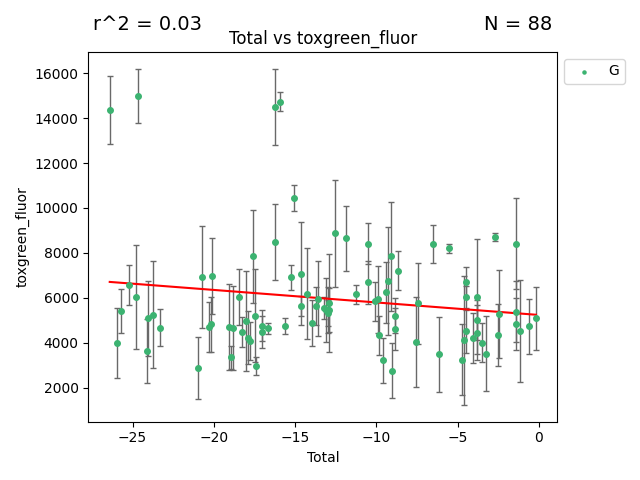 r^2 = 0.03
N = 88
Total vs toxgreen_fluor
G
toxgreen_fluor
16000
14000
12000
10000
8000
6000
4000
2000
−25
−20
−15
−10
−5
0
Total